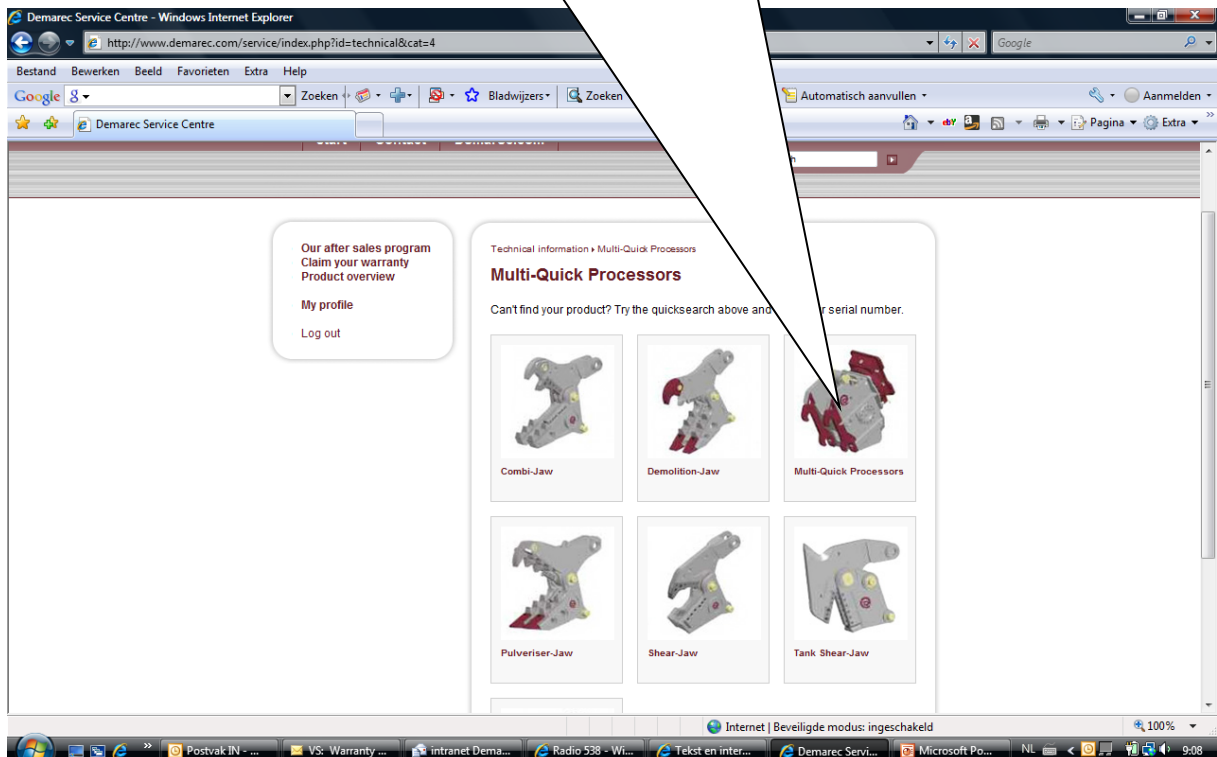 Demarec Service Centre - Windows Internet Explorer
http://www.demarec.com/service/index.php?id=technical&cat=4
Google
Bestand Bewerken Beeld Favorieten Extra Help
Google Zoeken Bladwijzers Zoeken Automatisch aanvullen Aanmelden
Demarec Service Centre ebY Pagina Extra
Start Contact Demarec.com
Our after sales program
Claim your warranty
Product overview
My profile
Log out
Technical information Multi-Quick Processors
Multi-Quick Processors
Can't find your product? Try the quicksearch above and serial number.
Combi-Jaw Demolition-Jaw Multi-Quick Processors
Pulveriser-Jaw Shear-Jaw Tank Shear-Jaw
Internet | Beveiligde modus: ingeschakeld 100%
Postvak IN - ... VS: Warranty ... intranet Dema... Radio 538 - Wi... Tekst en inter... Demarec Servi... Microsoft Po... NL 9:08